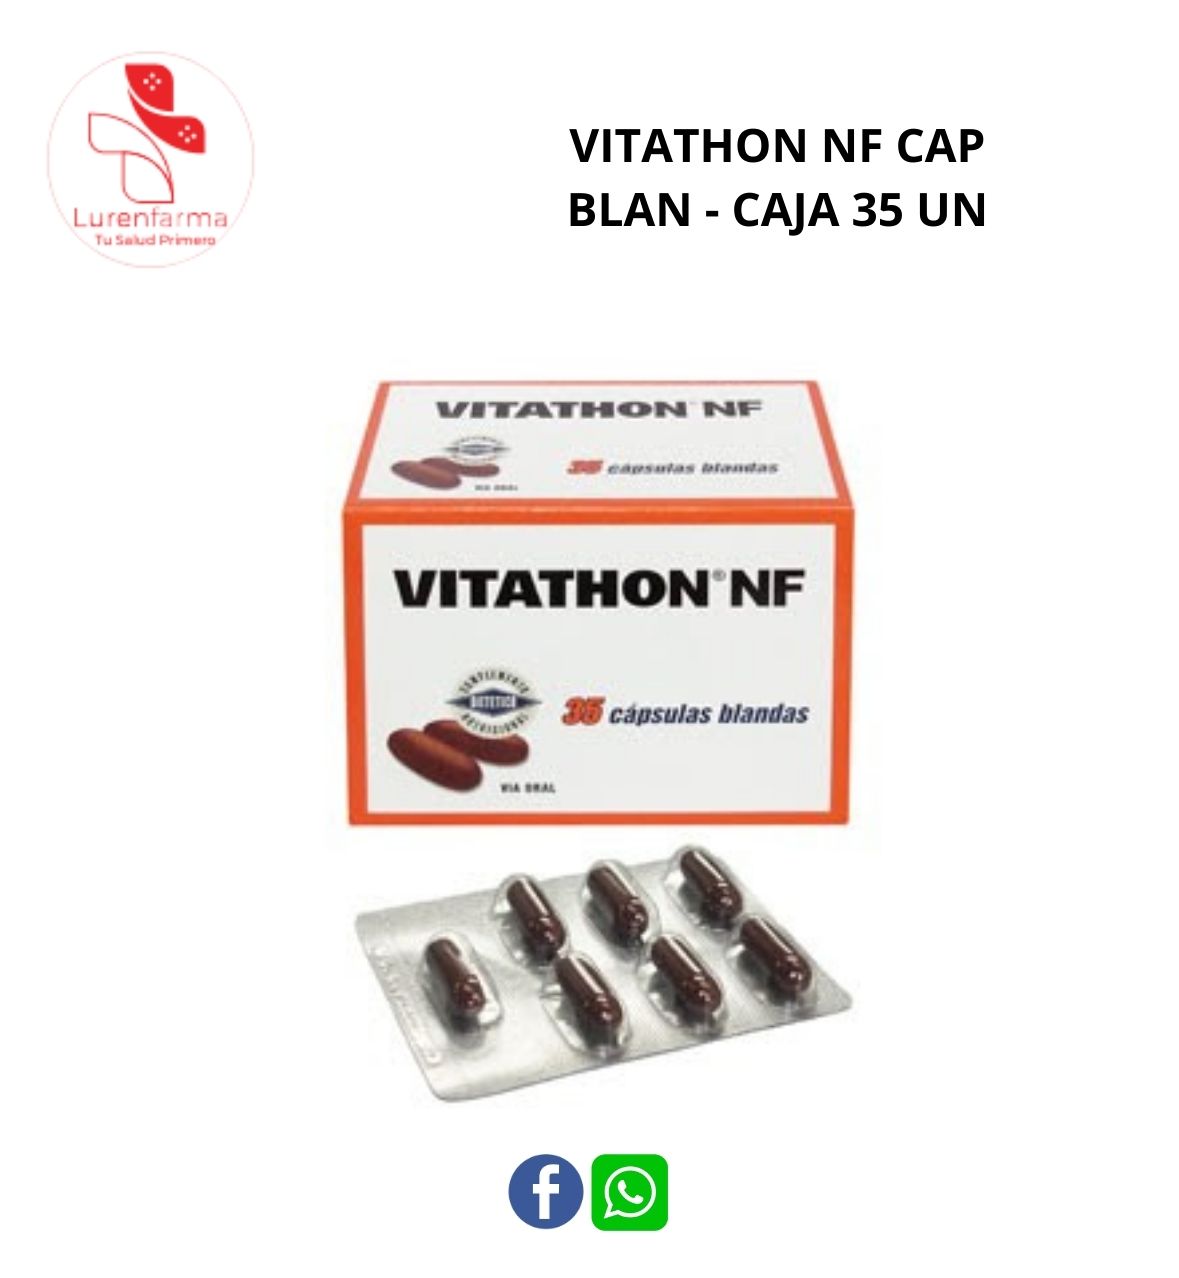 Lurenfarma
Tu Salud Primero
VITATHON NF CAP
BLAN - CAJA 35 UN
VITATHON NF
35 cápsulas blandas
VIA ORAL
VITATHON® NF
COMPLEMENTO
DIETETICO
NUTRICIONAL
35 cápsulas blandas
VIA ORAL